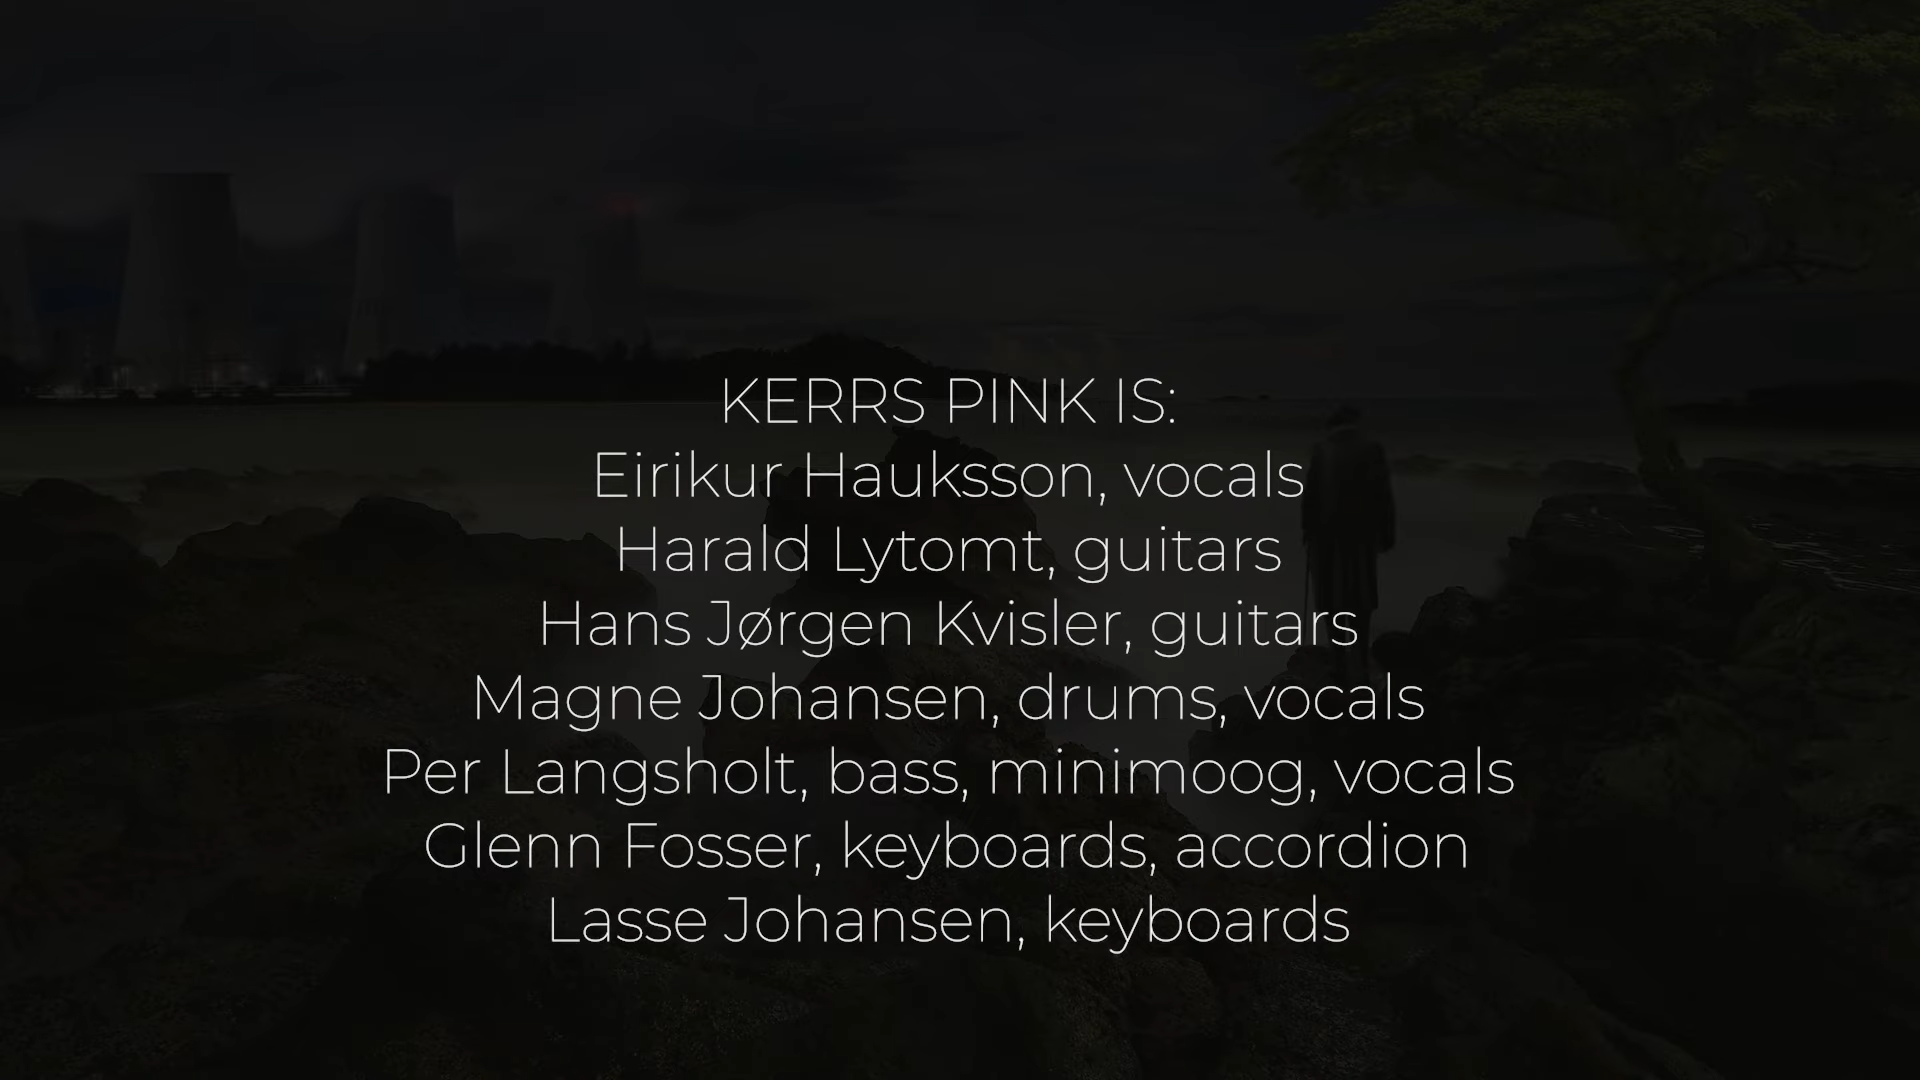 KERRS PINK IS:
Eirikur Hauksson, vocals
Harald Lytomt, guitars
Hans Jørgen Kvisler, guitars
Magne Johansen, drums, vocals
Per Langsholt, bass, minimoog, vocals
Glenn Fosser, keyboards, accordion
Lasse Johansen, keyboards